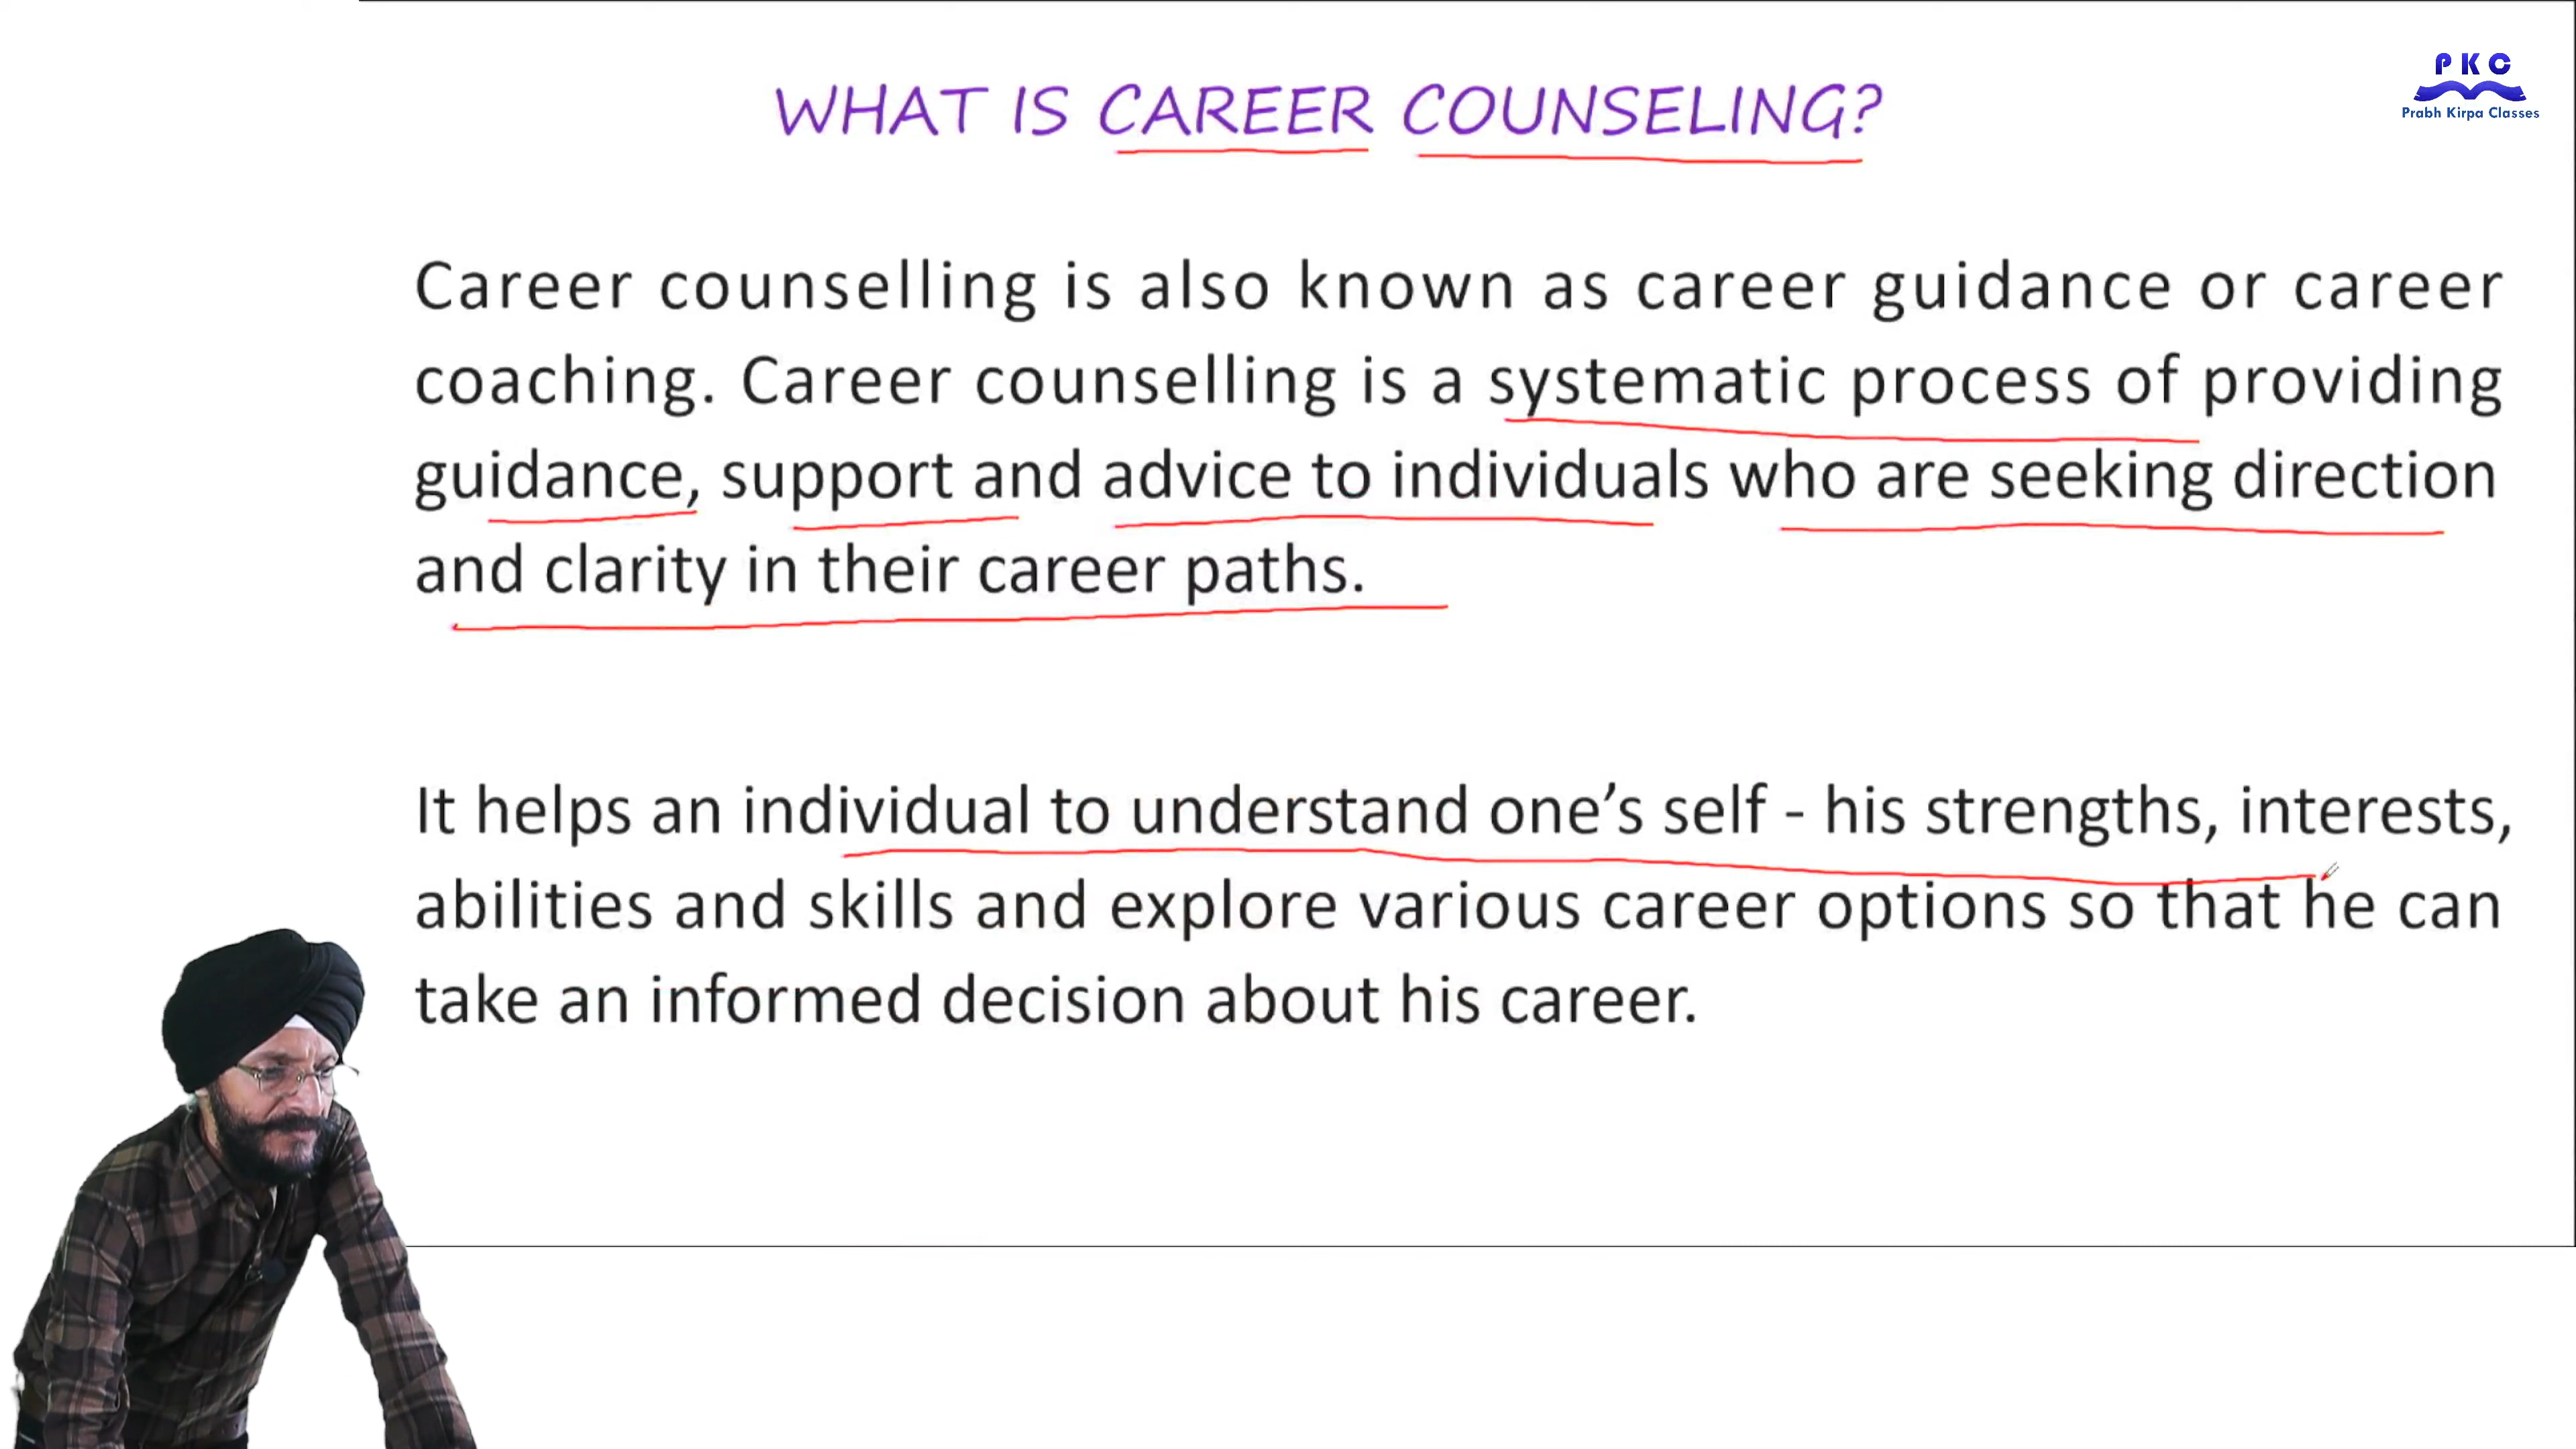 PKC
Prabh Kirpa Classes
WHAT IS CAREER COUNSELING?
Career counselling is also known as career guidance or career
coaching. Career counselling is a systematic process of providing
guidance, support and advice to individuals who are seeking direction
and clarity in their career paths.
It helps an individual to understand one’s self - his strengths, interests,
abilities and skills and explore various career options so that he can
take an informed decision about his career.